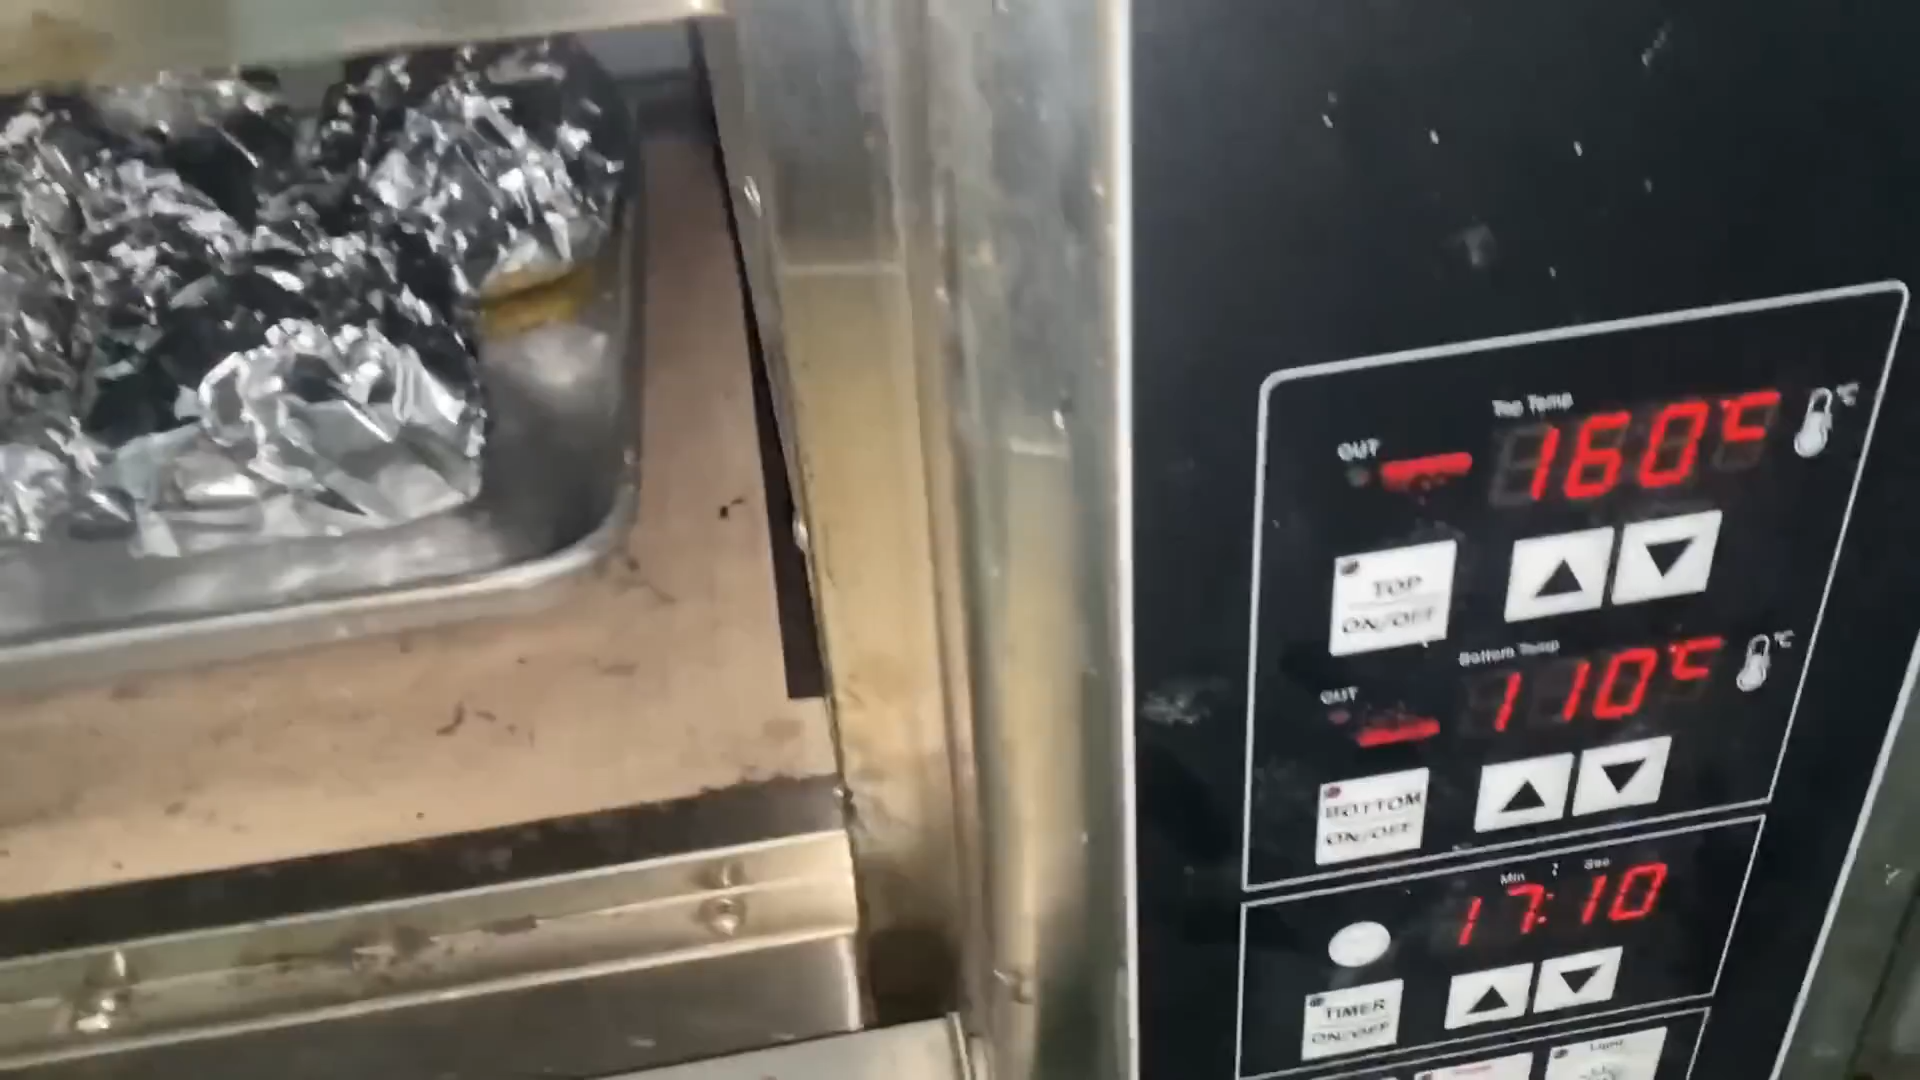 Top Temp
OUT 160℃ ℃
TOP
ON/OFF
Bottom Temp
OUT 110℃ ℃
BOTTOM
ON/OFF
Min : Sec
17:10
TIMER
ON/OFF
Light